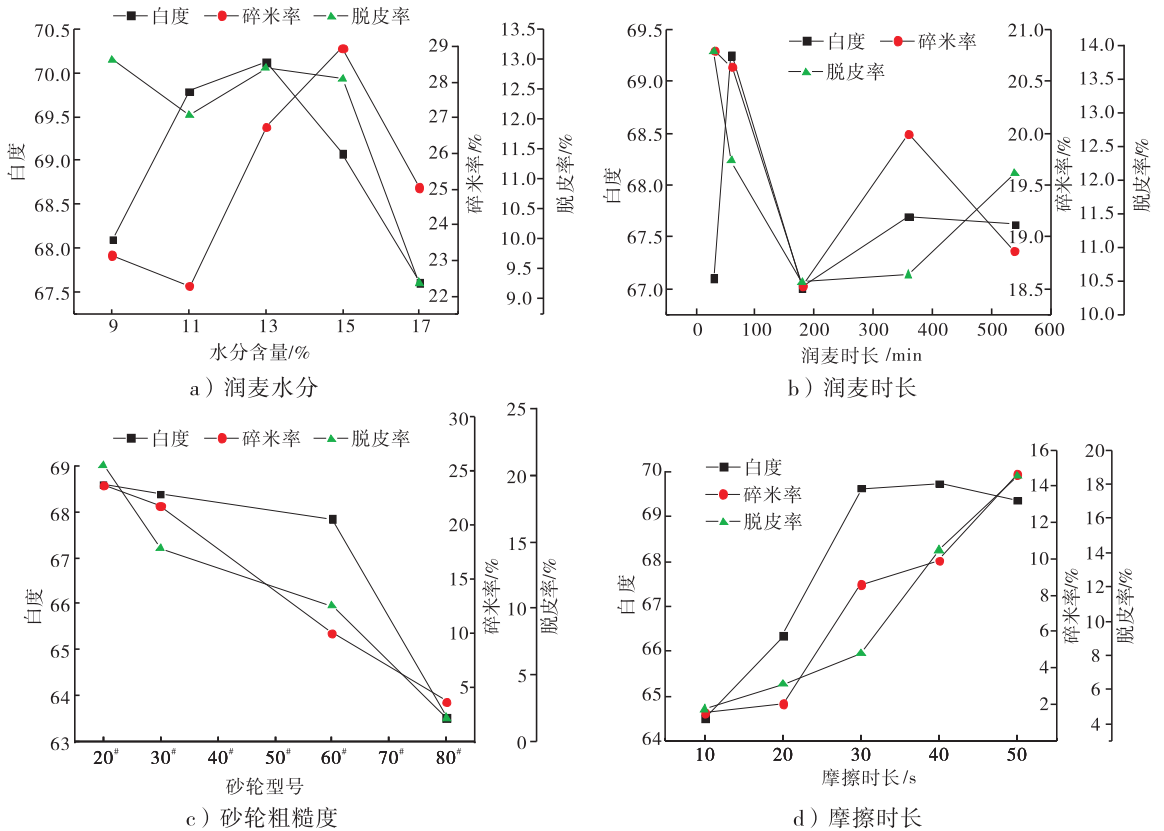 白度 碎米率 脱皮率
70.5
70.0
69.5
69.0
68.5
68.0
67.5
白度
29
28
27
26
25
24
23
22
碎米率/%
13.5
13.0
12.5
12.0
11.5
11.0
10.5
10.0
9.5
9.0
脱皮率/%
9 11 13 15 17
水分含量/%
a）润麦水分
白度 碎米率
脱皮率
69.5
69.0
68.5
68.0
67.5
67.0
白度
21.0
20.5
20.0
19.5
19.0
18.5
碎米率/%
14.0
13.5
13.0
12.5
12.0
11.5
11.0
10.5
10.0
脱皮率/%
0 100 200 300 400 500 600
润麦时长 /min
b）润麦时长
白度 碎米率 脱皮率
69
68
67
66
65
64
63
白度
30
25
20
15
10
5
碎米率/%
25
20
15
10
5
0
脱皮率/%
20# 30# 40# 50# 60# 70# 80#
砂轮型号
c）砂轮粗糙度
白度
碎米率
脱皮率
70
69
68
67
66
65
64
白度
16
14
12
10
8
6
4
2
碎米率/%
20
18
16
14
12
10
8
6
4
脱皮率/%
10 20 30 40 50
摩擦时长/s
d）摩擦时长